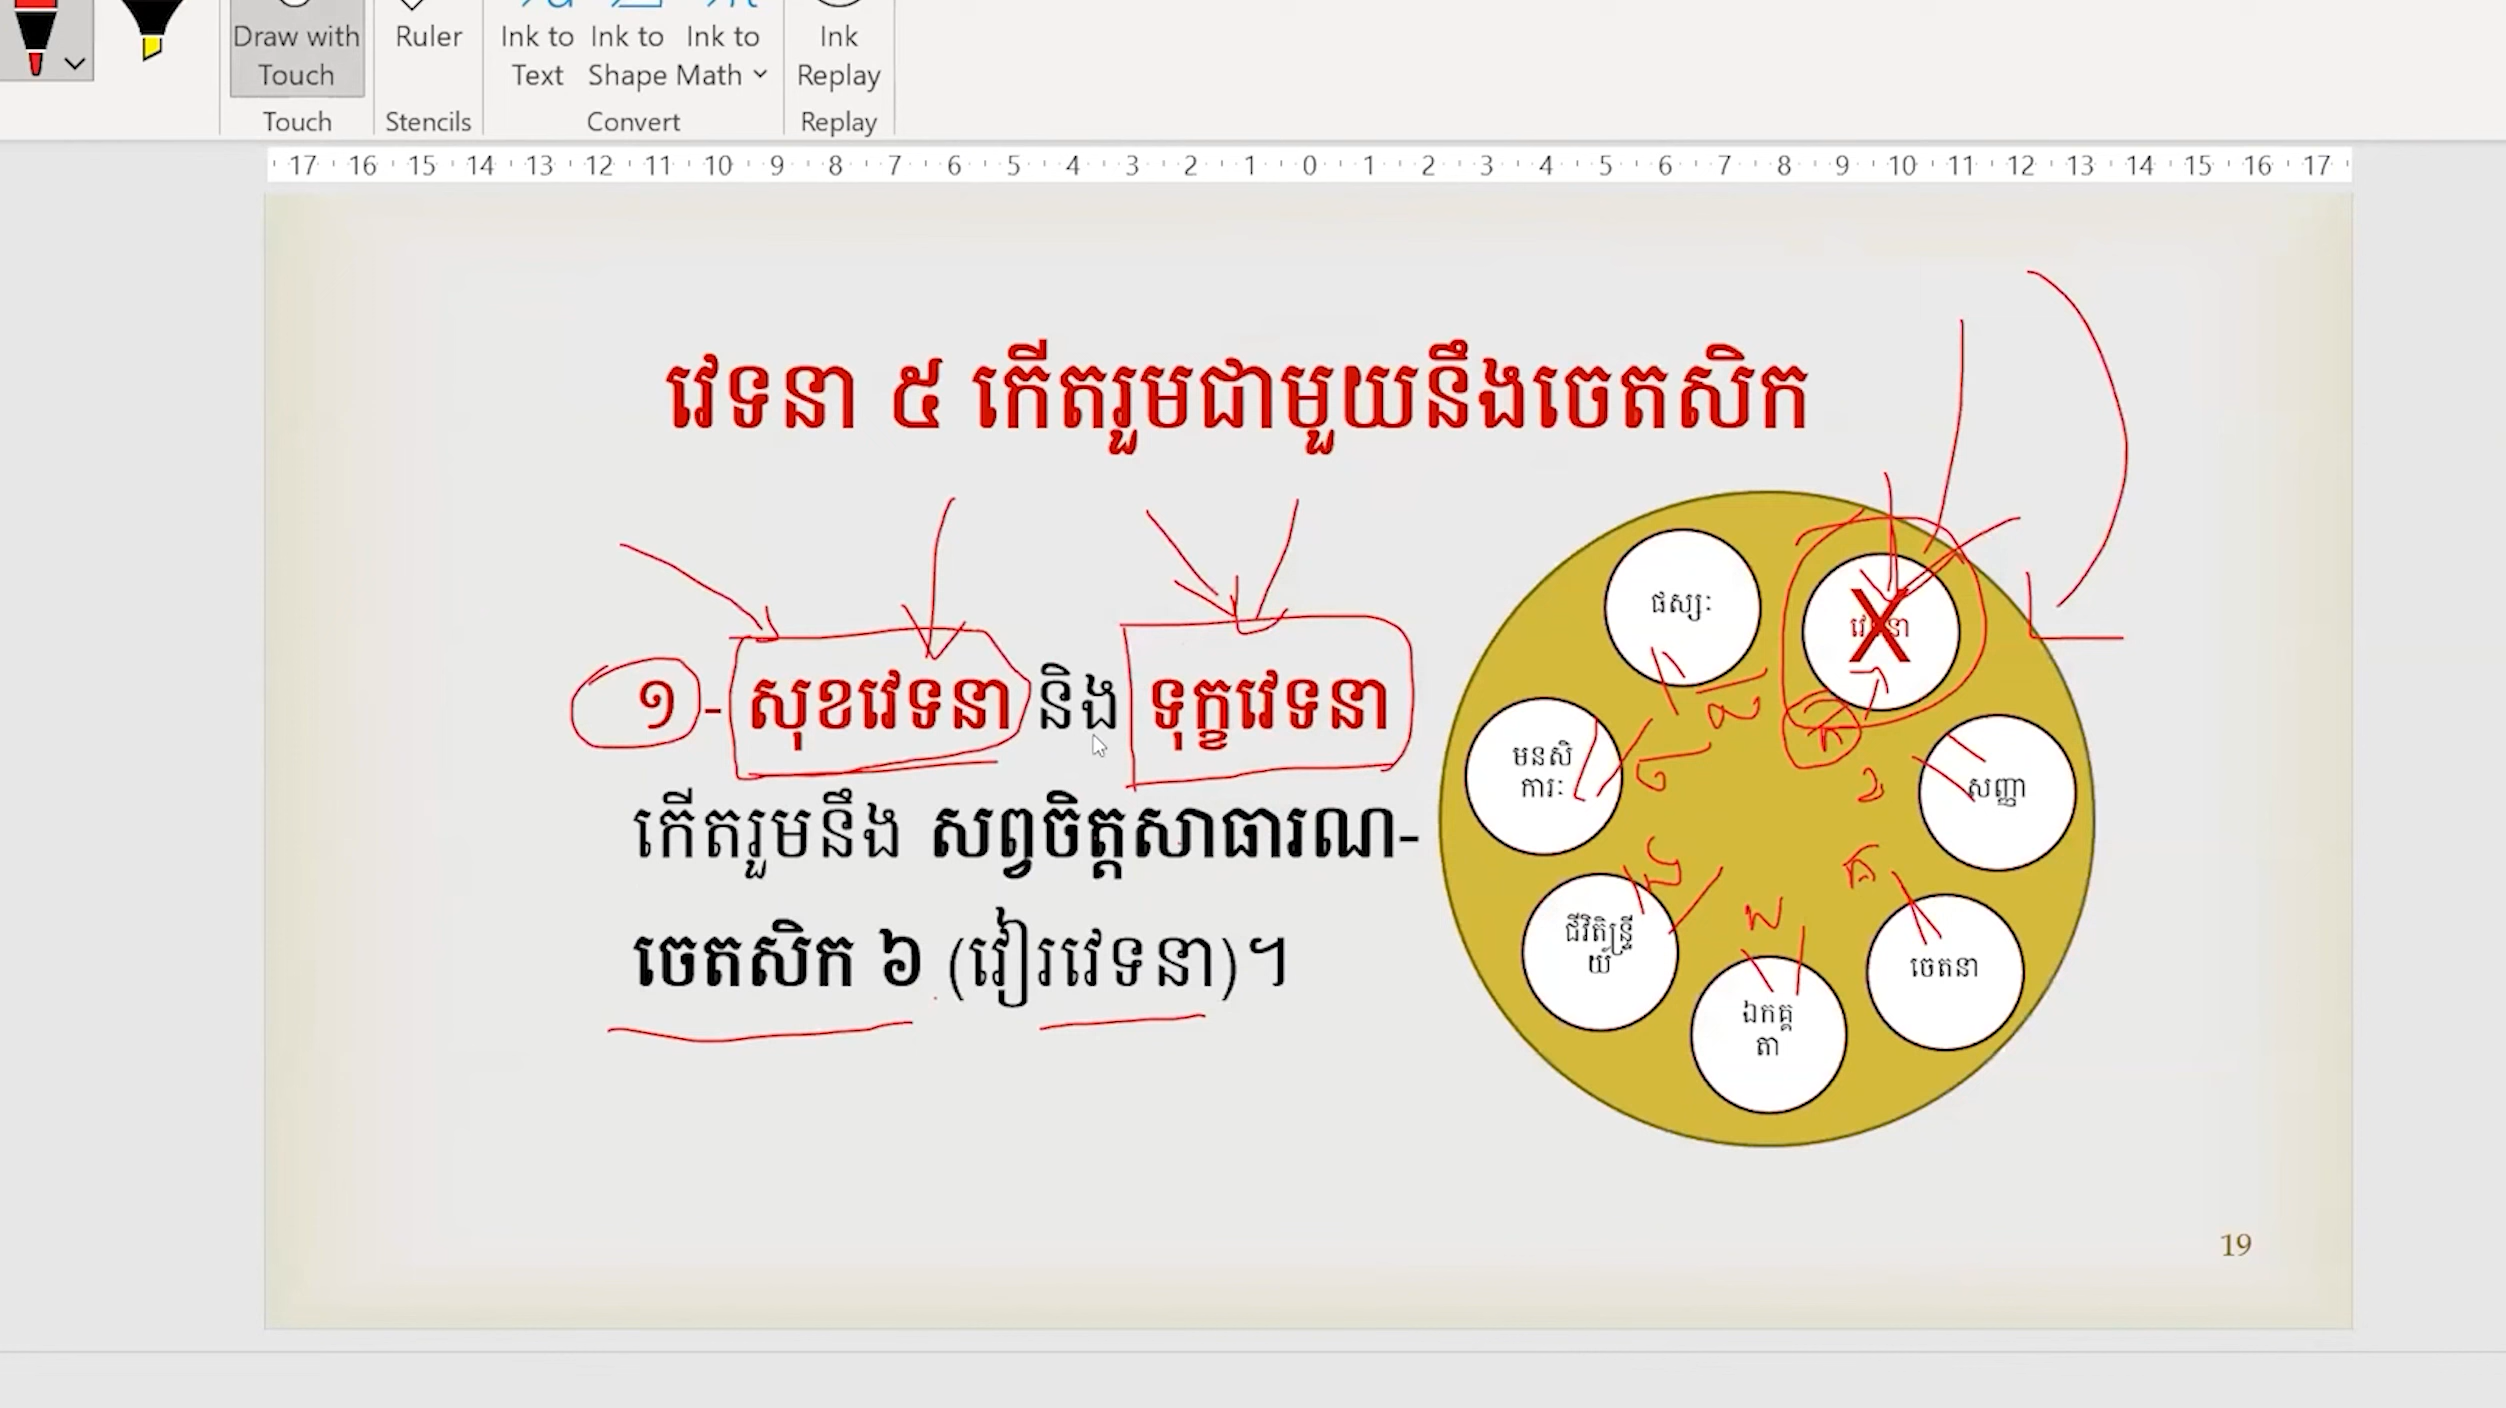 Draw with
Touch
Ruler
Ink to
Text
Ink to
Shape
Ink to
Math
Ink
Replay
Touch
Stencils
Convert
Replay
17 16 15 14 13 12 11 10 9 8 7 6 5 4 3 2 1 0 1 2 3 4 5 6 7 8 9 10 11 12 13 14 15 16 17
វេទនា ៥ កើតរួមជាមួយនឹងចេតសិក
១- សុខវេទនា និង ទុក្ខវេទនា
កើតរួមនឹង សព្វចិត្តសាធារណ-
ចេតសិក ៦ (វៀរវេទនា)។
ផស្សៈ
វេទនា
X
សញ្ញា
ចេតនា
ឯកគ្គ
តា
ជីវិតិន្ទ្រី
យ៍
មនសិ
ការៈ
19